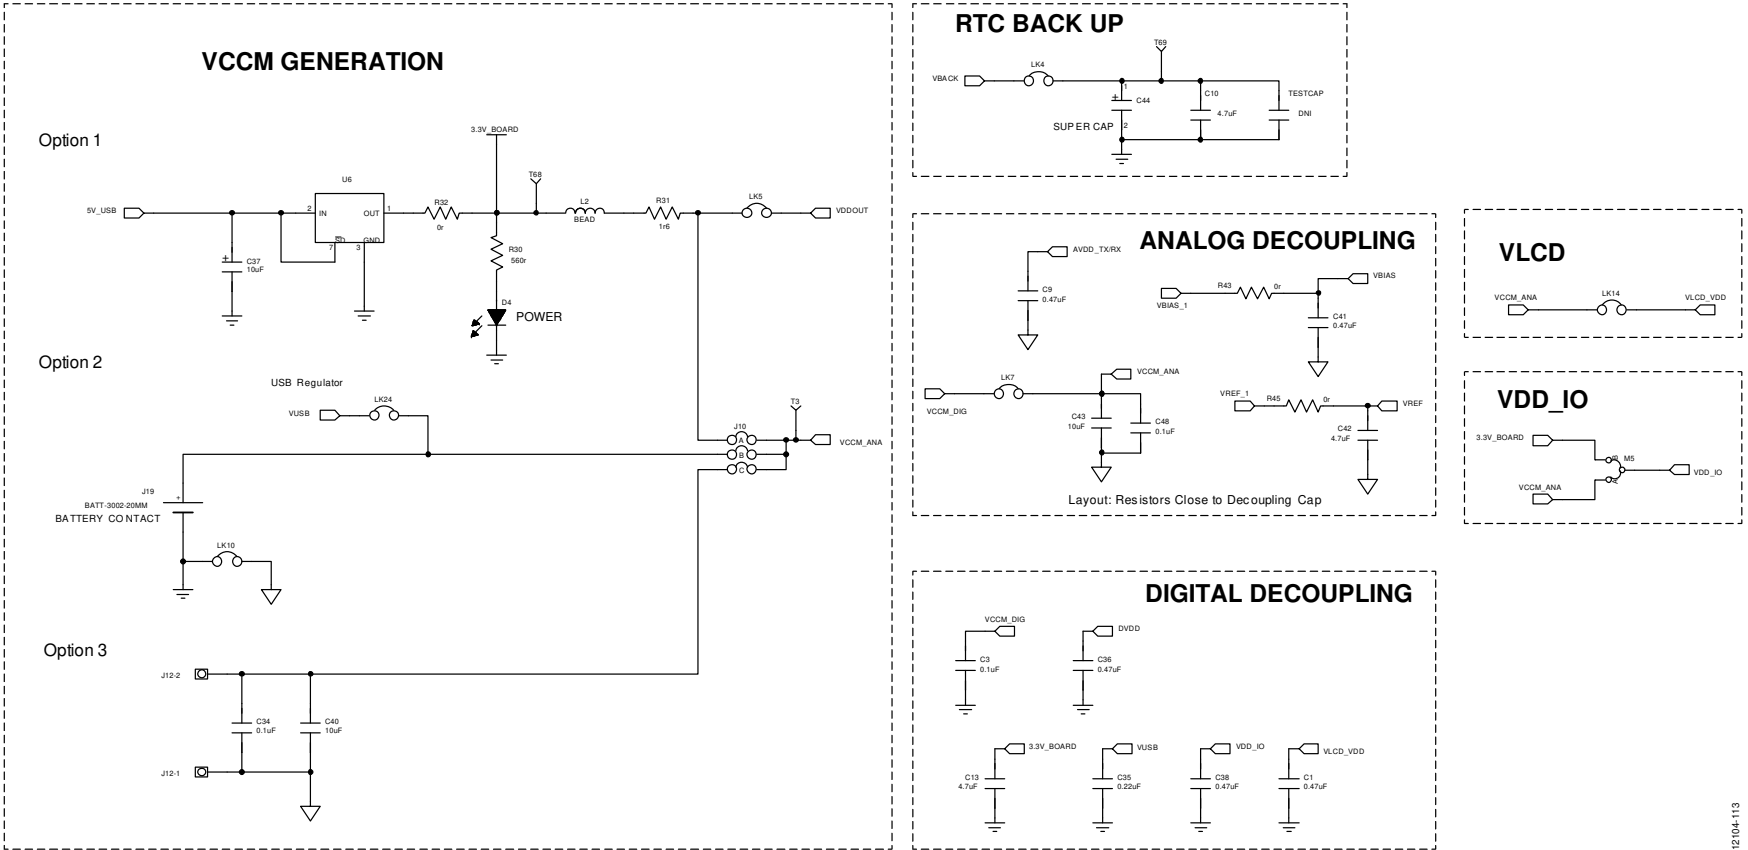 VCCM GENERATION
Option 1
3.3V_BOARD
U6
T68
5V_USB
2
IN
OUT
1
R32
0r
L2
BEAD
R31
1r6
LK5
VDDOUT
SD
GND
7
3
+
C37
10uF
R30
560r
D4
POWER
Option 2
USB Regulator
VUSB
LK24
T3
J10
A
B
C
VCCM_ANA
J19
+
BATT-3002-20MM
BATTERY CONTACT
LK10
Option 3
J12-2
C34
0.1uF
C40
10uF
J12-1
RTC BACK UP
T69
VBACK
LK4
1
+
C44
SUPER CAP
2
C10
4.7uF
TESTCAP
DNI
ANALOG DECOUPLING
AVDD_TX/RX
C9
0.47uF
VBIAS
VBIAS_1
R43
0r
C41
0.47uF
VCCM_DIG
LK7
VCCM_ANA
C43
10uF
C48
0.1uF
VREF_1
R45
0r
VREF
C42
4.7uF
Layout: Resistors Close to Decoupling Cap
VLCD
VCCM_ANA
LK14
VLCD_VDD
VDD_IO
3.3V_BOARD
B
M5
A
VCCM_ANA
VDD_IO
DIGITAL DECOUPLING
VCCM_DIG
C3
0.1uF
DVDD
C36
0.47uF
3.3V_BOARD
C13
4.7uF
VUSB
C35
0.22uF
VDD_IO
C38
0.47uF
VLCD_VDD
C1
0.47uF
12104-113